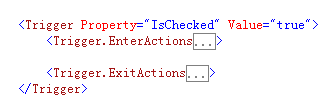 <Trigger Property="IsChecked" Value="true">
<Trigger.EnterActions...>
<Trigger.ExitActions...>
</Trigger>